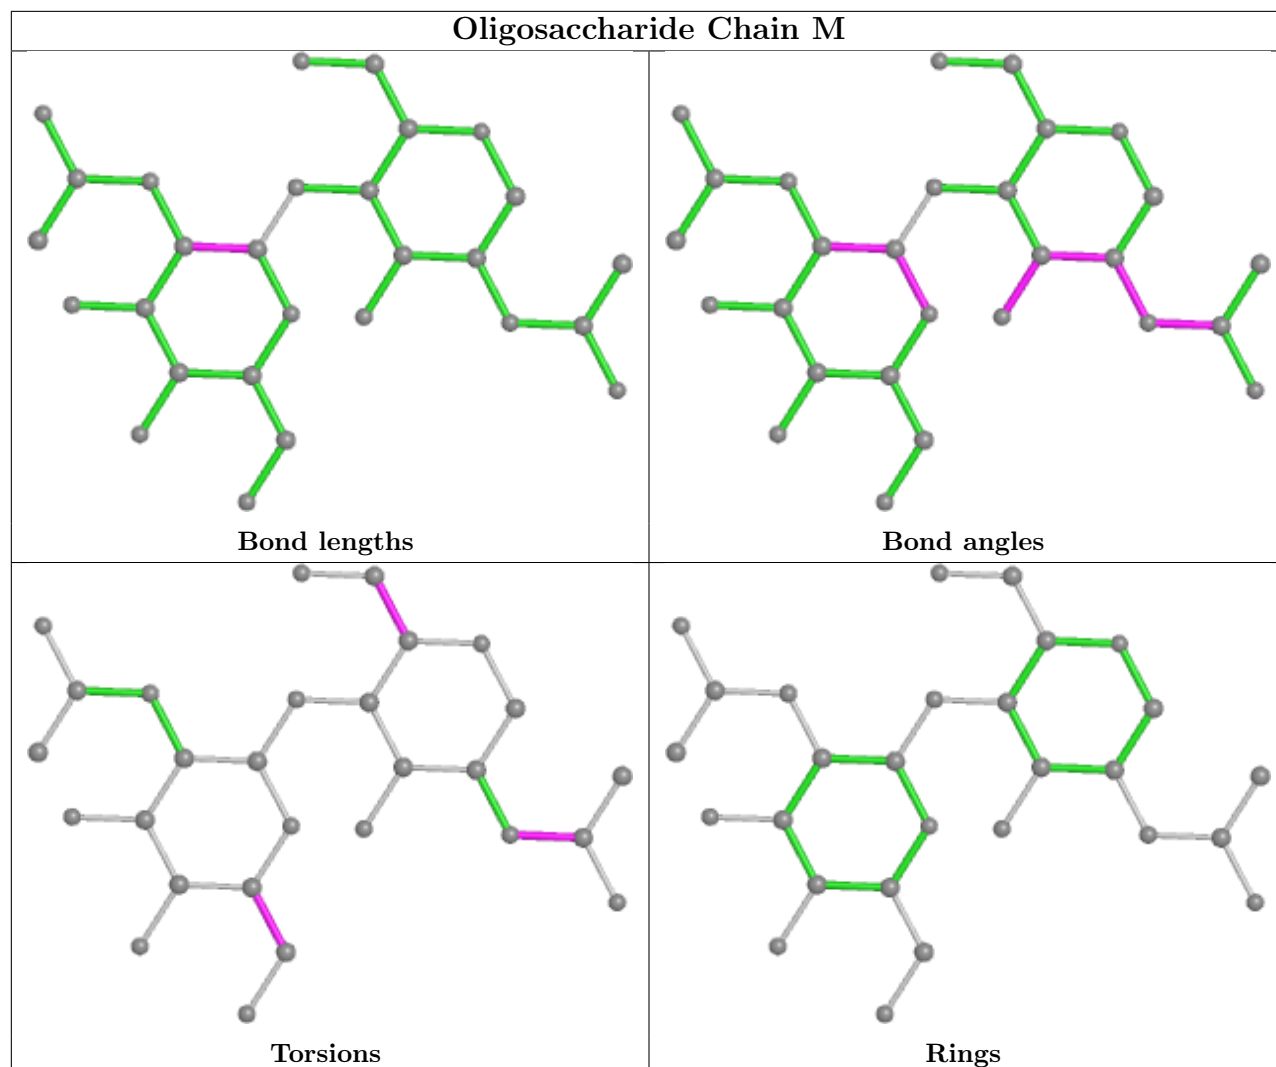 Oligosaccharide Chain M
Bond lengths
Bond angles
Torsions
Rings